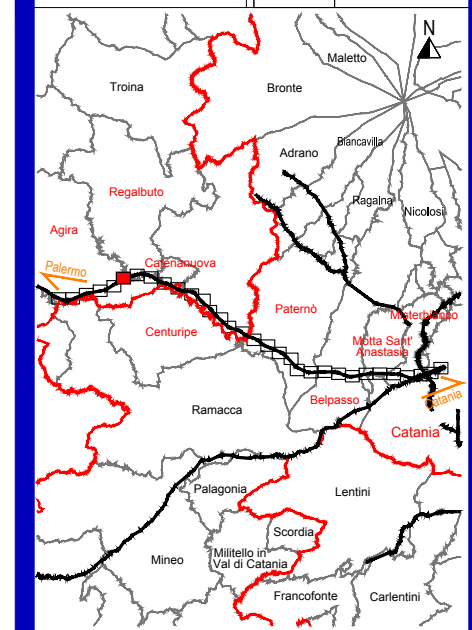 N
Maletto
Troina
Bronte
Biancavilla
Adrano
Regalbuto
Ragalna
Nicolosi
Agira
Catenanuova
Palermo
Paternò
Misterbianco
Centuripe
Motta Sant'
Anastasia
Belpasso
Catania
Ramacca
Catania
Palagonia
Lentini
Scordia
Mineo
Militello in
Val di Catania
Francofonte
Carlentini